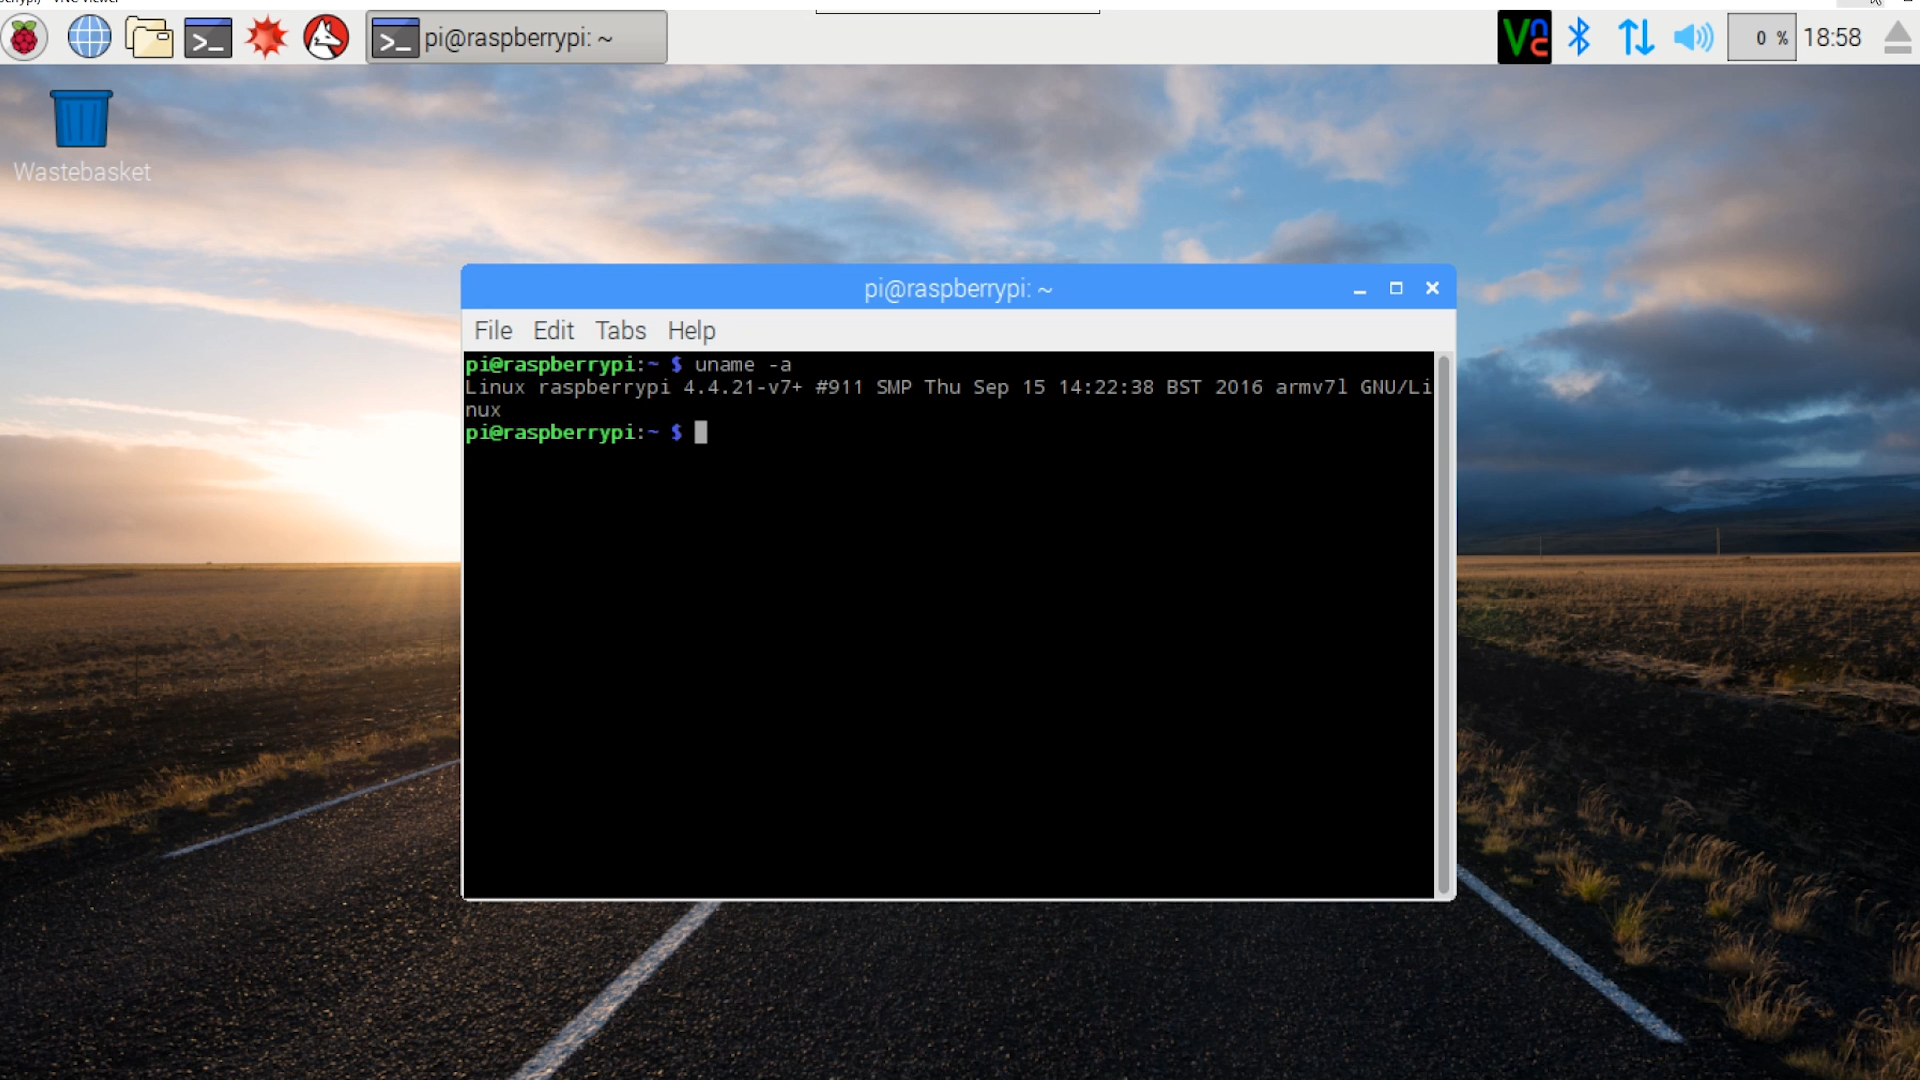 pi@raspberrypi: ~
0 %
18:58
Wastebasket
pi@raspberrypi: ~
File Edit Tabs Help
pi@raspberrypi:~ $ uname -a
Linux raspberrypi 4.4.21-v7+ #911 SMP Thu Sep 15 14:22:38 BST 2016 armv7l GNU/Li
nux
pi@raspberrypi:~ $